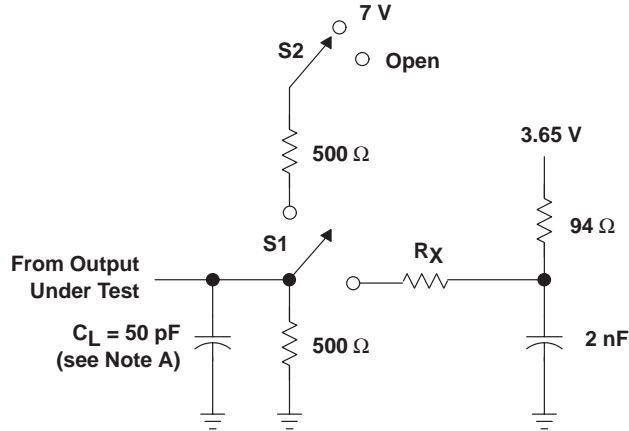 7 V
S2
Open
500 Ω
3.65 V
94 Ω
S1
RX
From Output
Under Test
CL = 50 pF
(see Note A)
500 Ω
2 nF